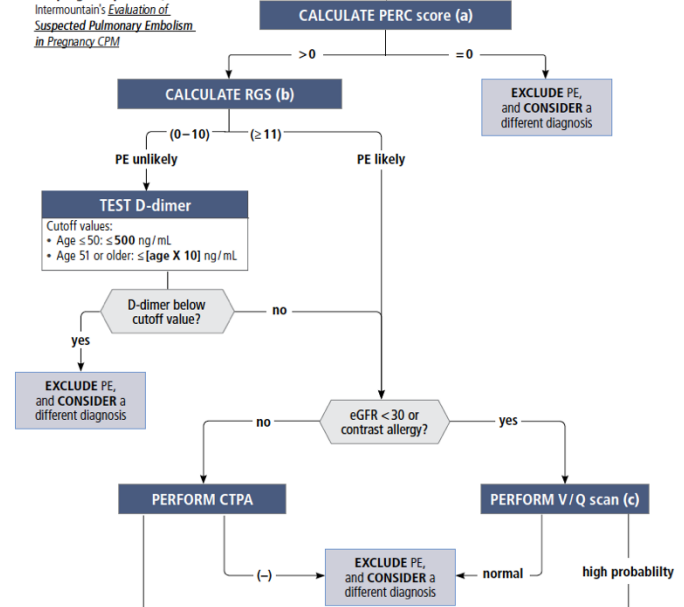 Intermountain's Evaluation of
Suspected Pulmonary Embolism
in Pregnancy CPM
CALCULATE PERC score (a)
>0
=0
CALCULATE RGS (b)
EXCLUDE PE,
and CONSIDER a
different diagnosis
(0–10)
(≥11)
PE unlikely
PE likely
TEST D-dimer
Cutoff values:
• Age ≤50: ≤500 ng/mL
• Age 51 or older: ≤[age X 10] ng/mL
D-dimer below
cutoff value?
no
yes
EXCLUDE PE,
and CONSIDER a
different diagnosis
eGFR <30 or
contrast allergy?
no
yes
PERFORM CTPA
PERFORM V/Q scan (c)
EXCLUDE PE,
and CONSIDER a
different diagnosis
(–)
normal
high probablilty